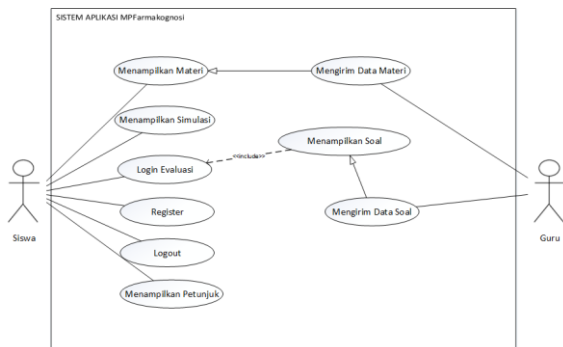 SISTEM APLIKASI MPFarmakognosi
Menampilkan Materi
Mengirim Data Materi
Menampilkan Simulasi
Menampilkan Soal
<<include>>
Login Evaluasi
Register
Mengirim Data Soal
Siswa
Guru
Logout
Menampilkan Petunjuk